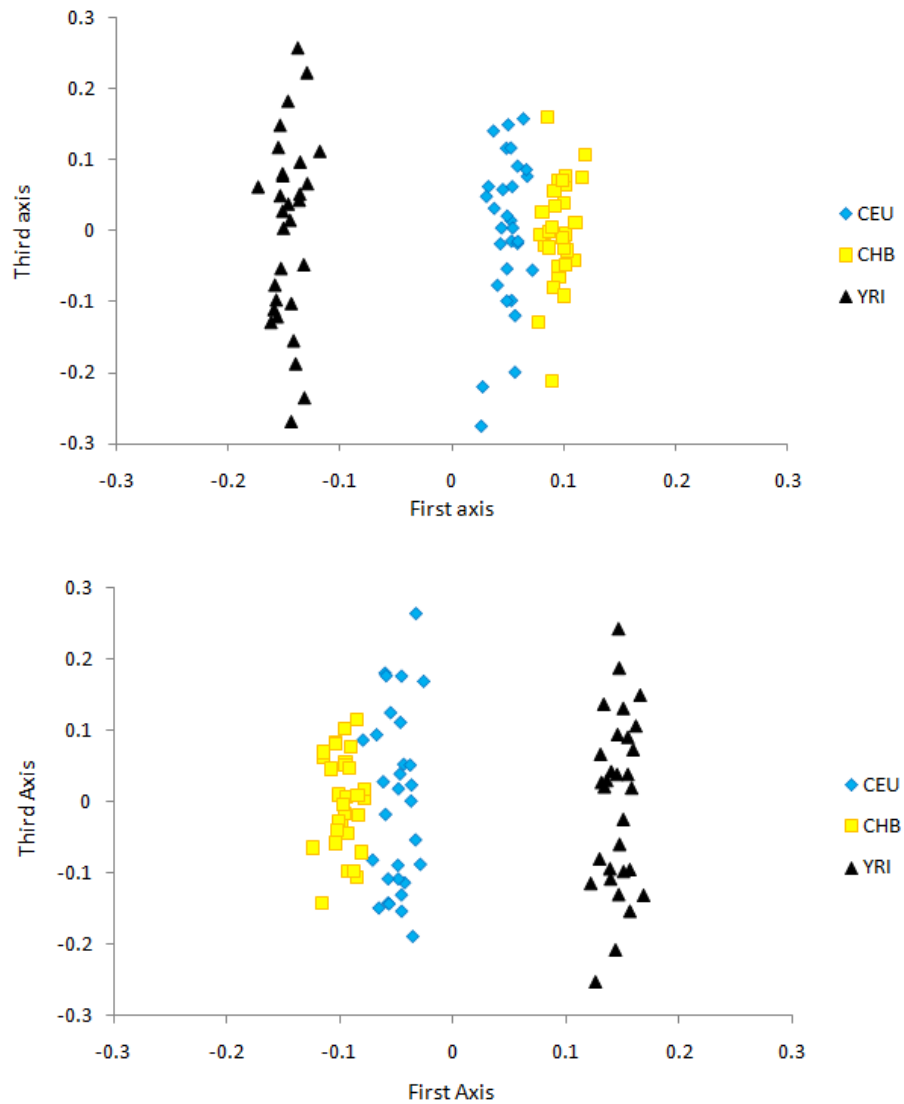 0.3
0.2
0.1
0
-0.1
-0.2
-0.3
Third axis
-0.3 -0.2 -0.1 0 0.1 0.2 0.3
First axis
CEU
CHB
YRI
0.3
0.2
0.1
0
-0.1
-0.2
-0.3
Third Axis
-0.3 -0.2 -0.1 0 0.1 0.2 0.3
First Axis
CEU
CHB
YRI